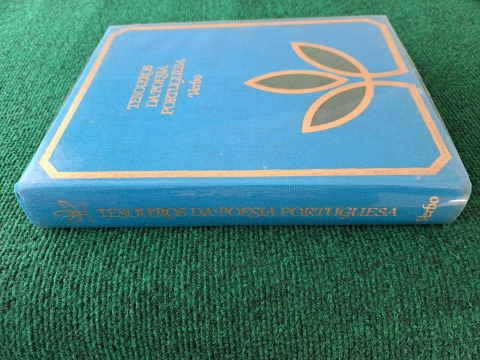 TESOUROS
DA POESIA
PORTUGUESA
Verbo
TESOUROS DA POESIA PORTUGUESA
Verbo